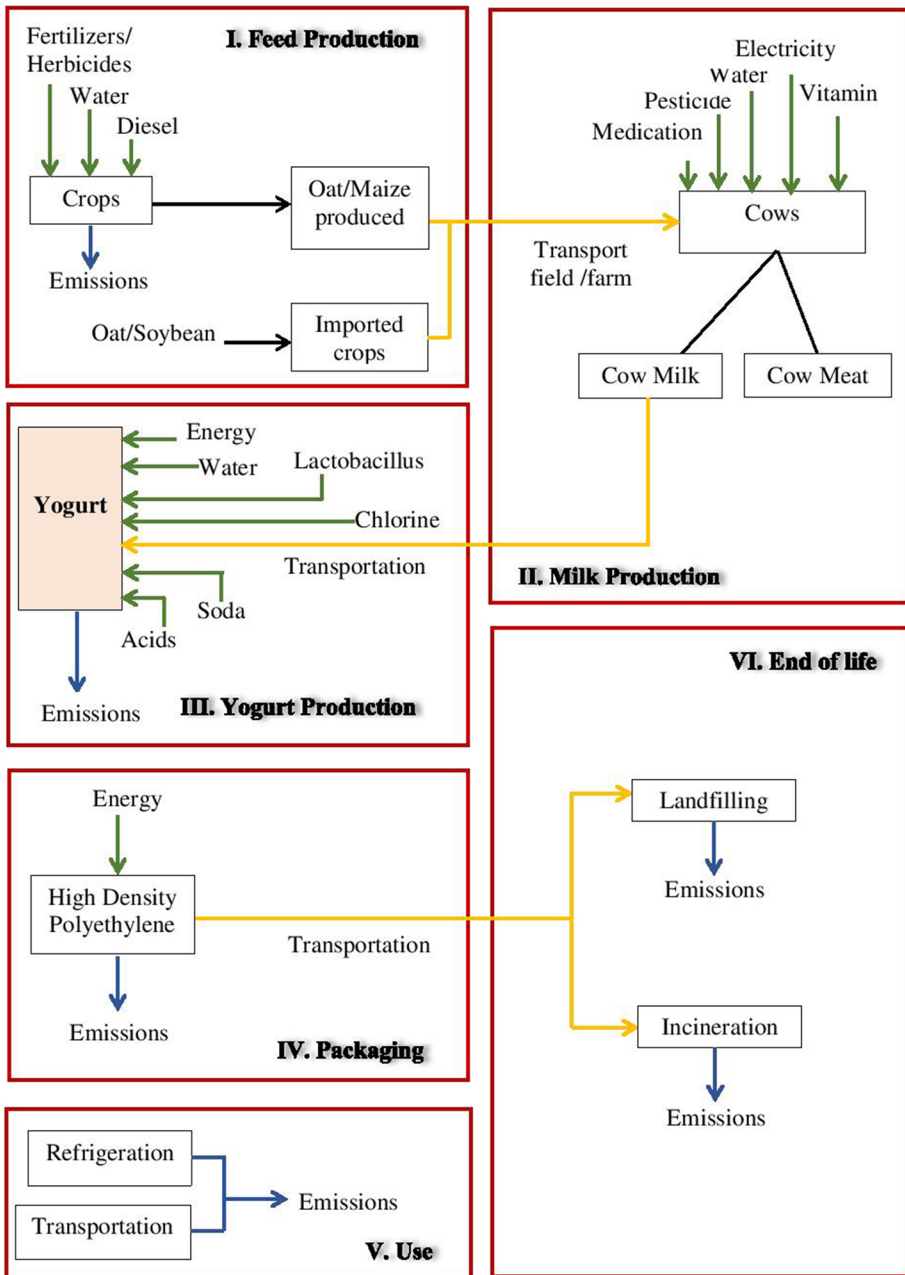 I. Feed Production
Fertilizers/
Herbicides
Water
Diesel
Crops
Oat/Maize
produced
Emissions
Oat/Soybean
Imported
crops
Electricity
Water
Pesticide
Vitamin
Medication
Cows
Transport
field /farm
Cow Milk
Cow Meat
II. Milk Production
Energy
Water
Lactobacillus
Yogurt
Chlorine
Transportation
Soda
Acids
Emissions
III. Yogurt Production
Energy
High Density
Polyethylene
Transportation
Emissions
IV. Packaging
Refrigeration
Emissions
Transportation
V. Use
VI. End of life
Landfilling
Emissions
Incineration
Emissions